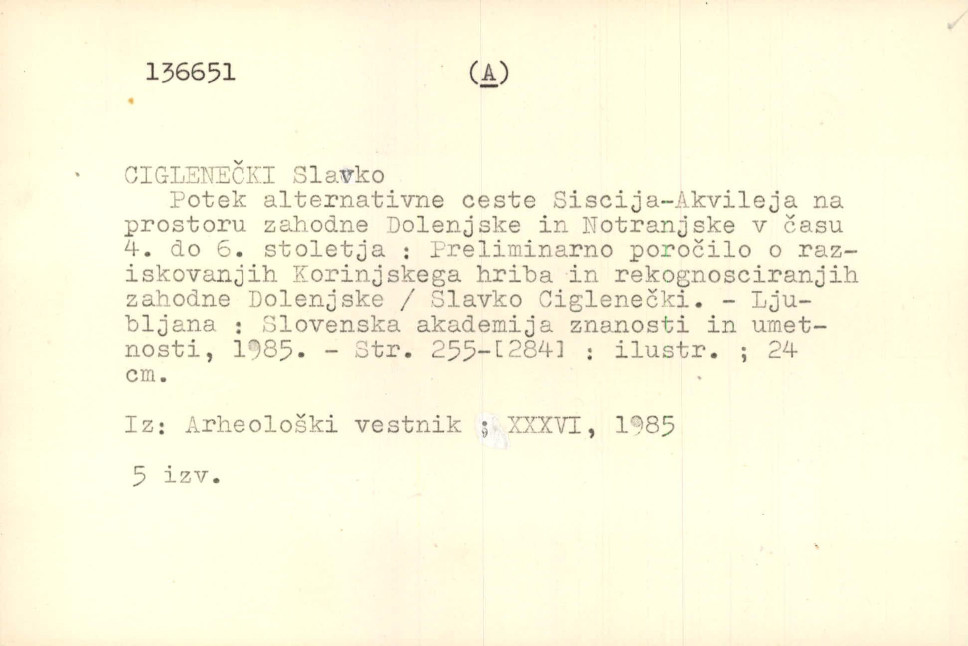 136651 (A)
CIGLENEČKI Slavko
Potek alternativne ceste Siscija-Akvileja na
prostoru zahodne Dolenjske in Notranjske v času
4. do 6. stoletja : Preliminarno poročilo o raz-
iskovanjih Korinjskega hriba in rekognosciranjih
zahodne Dolenjske / Slavko Ciglenečki. - Lju-
bljana : Slovenska akademija znanosti in umet-
nosti, 1985. - Str. 255-[284] : ilustr. ; 24
cm.
Iz: Arheološki vestnik ; XXXVI, 1985
5 izv.